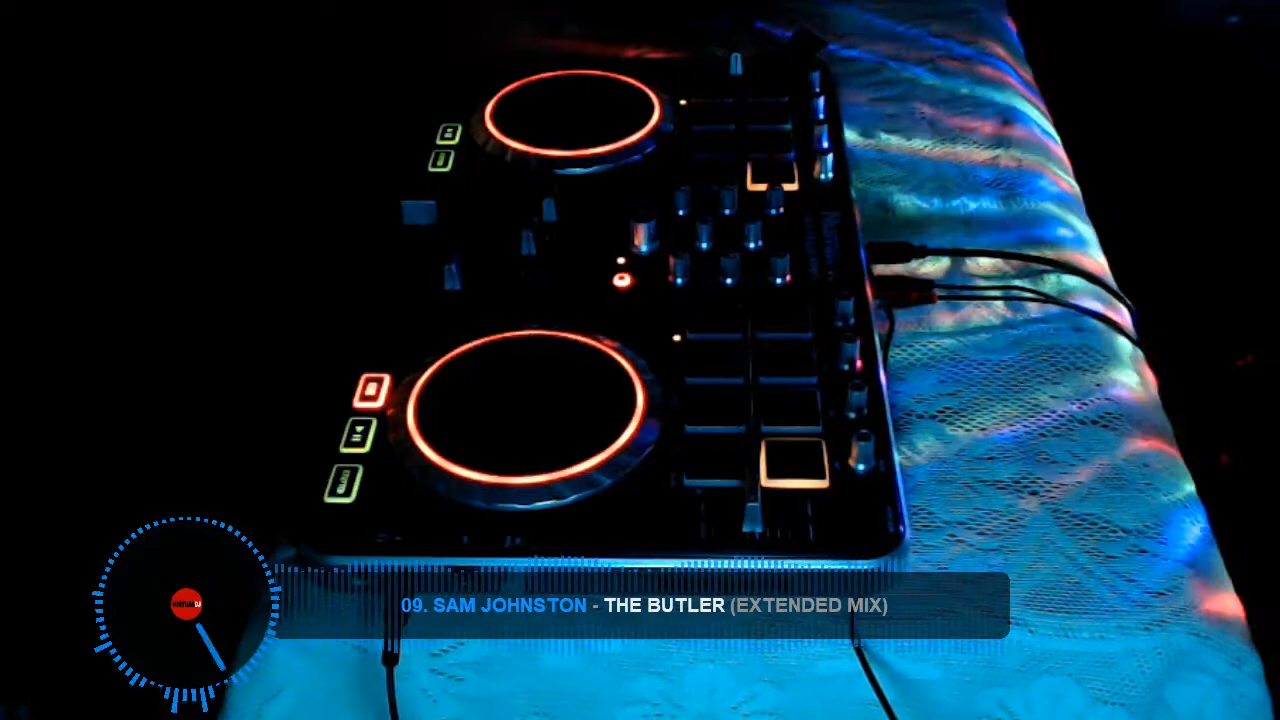 09. SAM JOHNSTON - THE BUTLER (EXTENDED MIX)